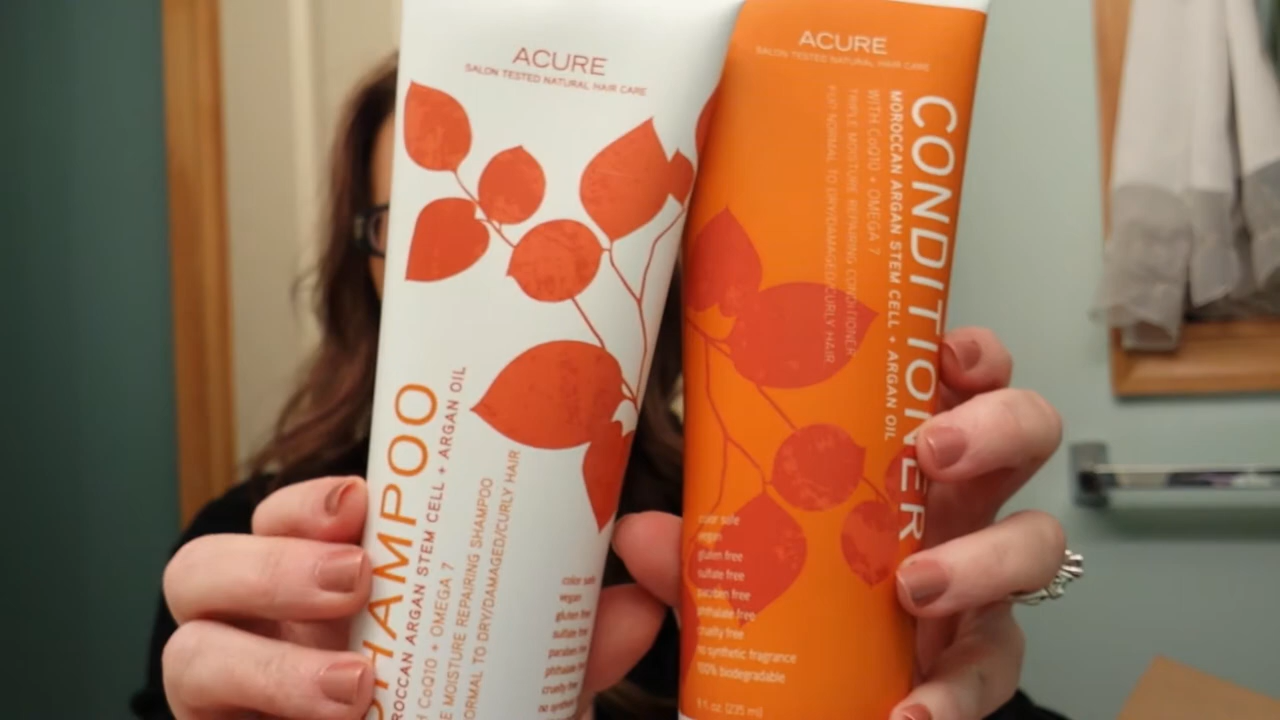 ACURE
SALON TESTED NATURAL HAIR CARE
SHAMPOO
MOROCCAN ARGAN STEM CELL + ARGAN OIL
WITH CoQ10 + OMEGA 7
TRIPLE MOISTURE REPAIRING SHAMPOO
NORMAL TO DRY/DAMAGED/CURLY HAIR
color safe
vegan
gluten free
sulfate free
paraben free
phthalate free
cruelty free
no synthetic
ACURE
SALON TESTED NATURAL HAIR CARE
CONDITIONER
MOROCCAN ARGAN STEM CELL + ARGAN OIL
WITH CoQ10 + OMEGA 7
TRIPLE MOISTURE REPAIRING CONDITIONER
NORMAL TO DRY/DAMAGED/CURLY HAIR
color safe
vegan
gluten free
sulfate free
paraben free
phthalate free
cruelty free
no synthetic fragrance
100% biodegradable
8 fl oz. (235 ml)